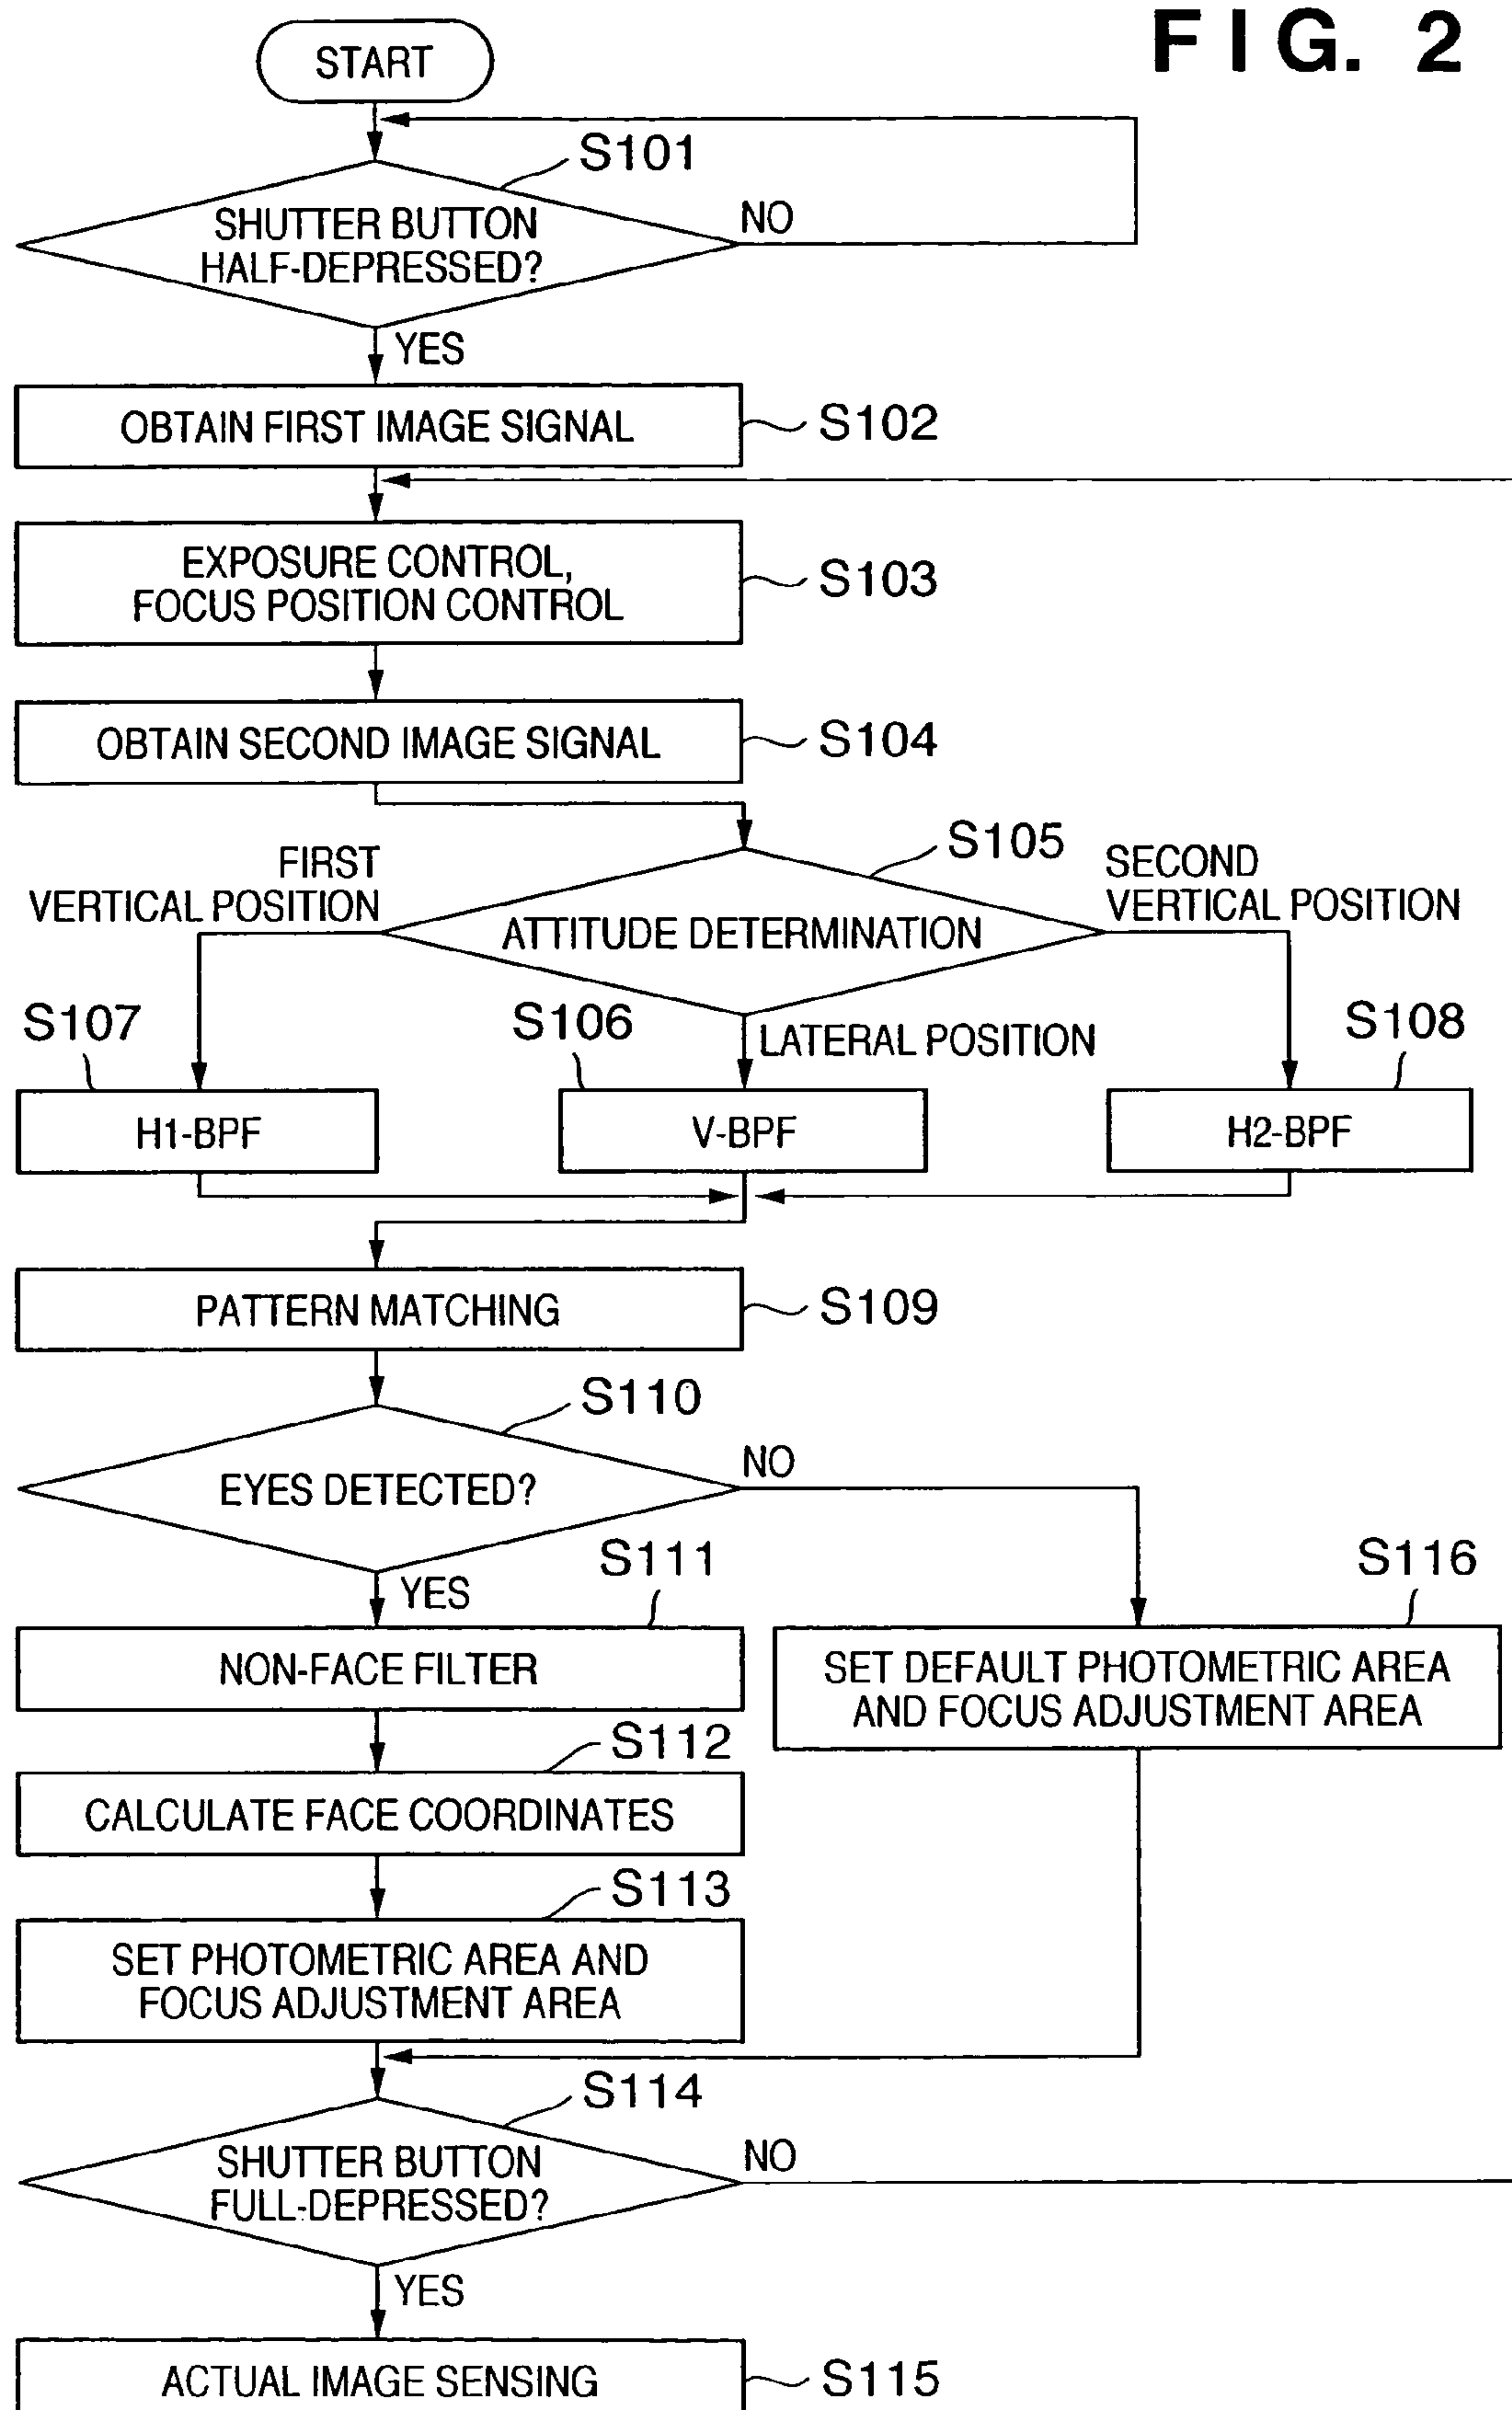 FIG. 2
START
S101
SHUTTER BUTTON
HALF-DEPRESSED?
NO
YES
OBTAIN FIRST IMAGE SIGNAL
S102
EXPOSURE CONTROL,
FOCUS POSITION CONTROL
S103
OBTAIN SECOND IMAGE SIGNAL
S104
S105
FIRST
VERTICAL POSITION
ATTITUDE DETERMINATION
SECOND
VERTICAL POSITION
S107
S106
LATERAL POSITION
S108
H1-BPF
V-BPF
H2-BPF
PATTERN MATCHING
S109
S110
EYES DETECTED?
NO
YES
S111
S116
NON-FACE FILTER
SET DEFAULT PHOTOMETRIC AREA
AND FOCUS ADJUSTMENT AREA
S112
CALCULATE FACE COORDINATES
S113
SET PHOTOMETRIC AREA AND
FOCUS ADJUSTMENT AREA
S114
SHUTTER BUTTON
FULL-DEPRESSED?
NO
YES
ACTUAL IMAGE SENSING
S115